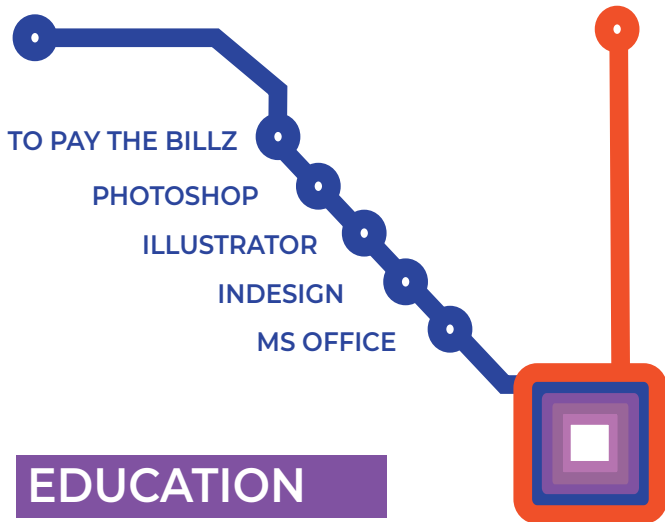 TO PAY THE BILLZ
PHOTOSHOP
ILLUSTRATOR
INDESIGN
MS OFFICE
EDUCATION